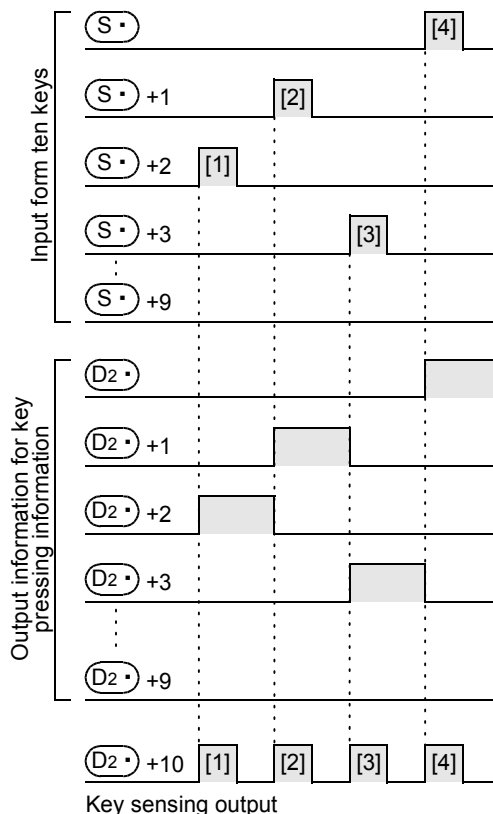 S· [4]
S· +1 [2]
S· +2 [1]
S· +3 [3]
S· +9
Input form ten keys
D2·
D2· +1
D2· +2
D2· +3
D2· +9
Output information for key
pressing information
D2· +10 [1] [2] [3] [4]
Key sensing output